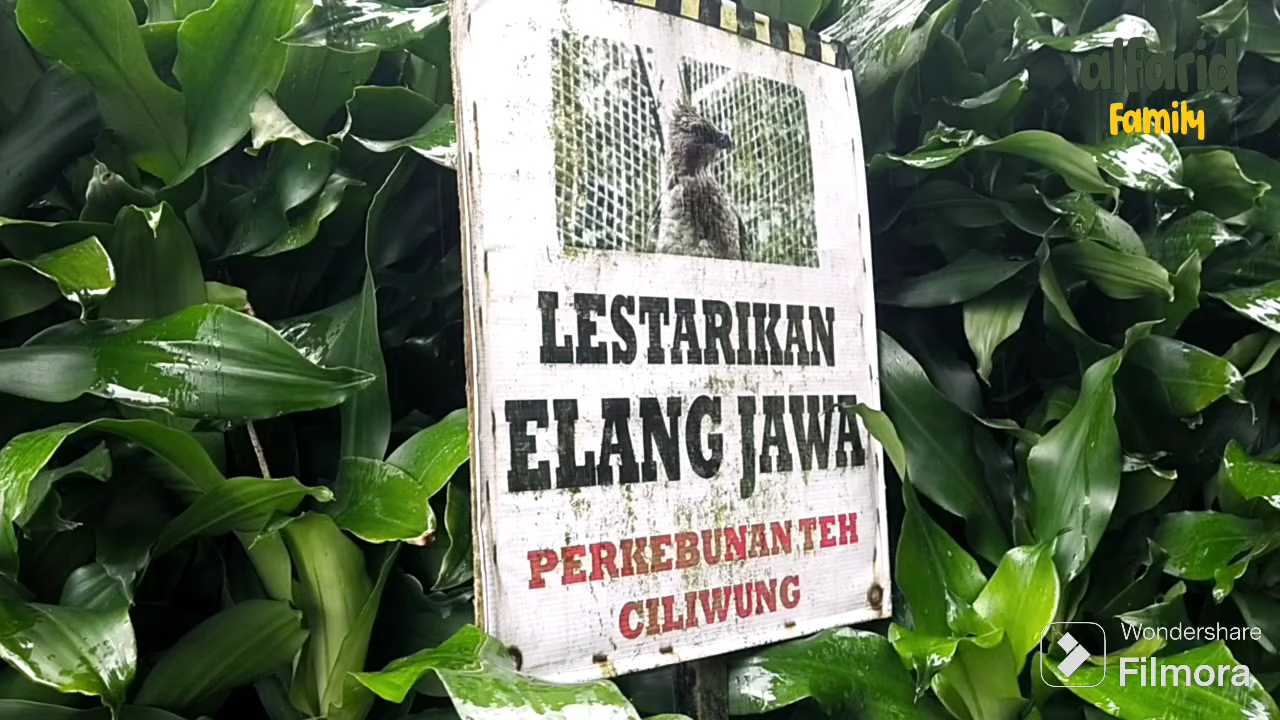 alfarid
Family
LESTARIKAN
ELANG JAWA
PERKEBUNAN TEH
CILIWUNG
Wondershare
Filmora